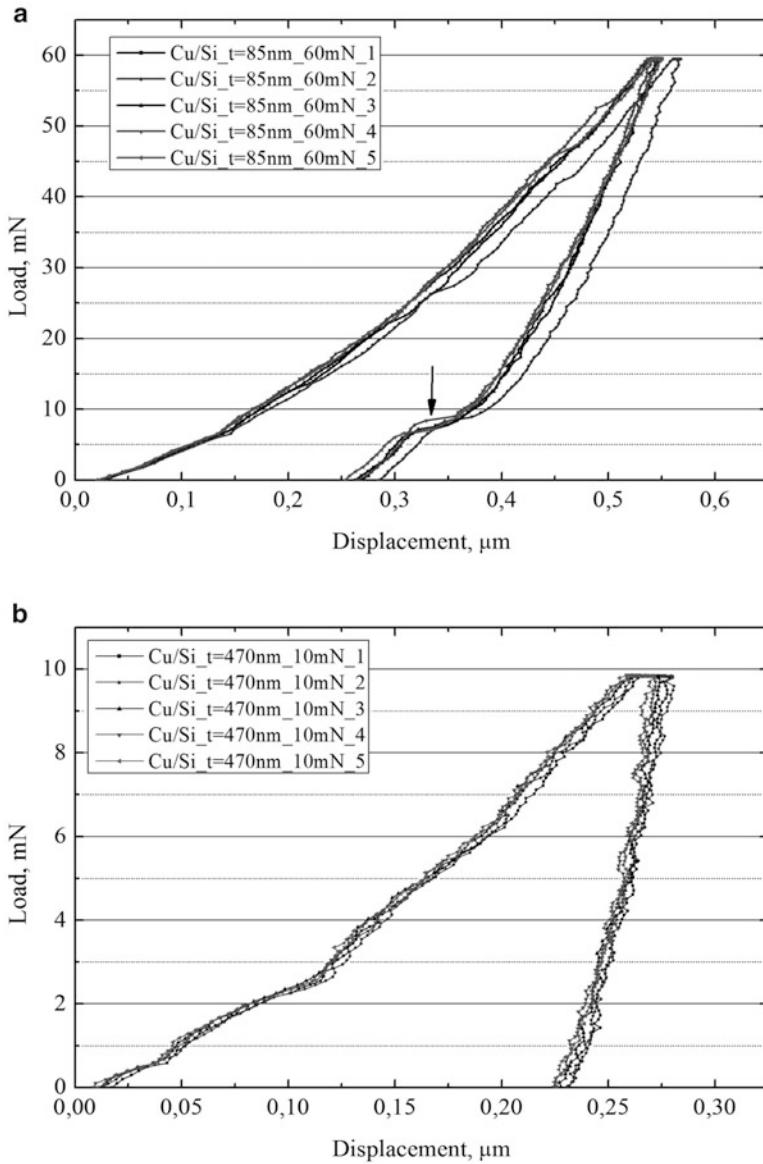 a
60
50
40
30
20
10
0
Load, mN
Cu/Si_t=85nm_60mN_1
Cu/Si_t=85nm_60mN_2
Cu/Si_t=85nm_60mN_3
Cu/Si_t=85nm_60mN_4
Cu/Si_t=85nm_60mN_5
0,0 0,1 0,2 0,3 0,4 0,5 0,6
Displacement, μm
b
10
8
6
4
2
0
Load, mN
Cu/Si_t=470nm_10mN_1
Cu/Si_t=470nm_10mN_2
Cu/Si_t=470nm_10mN_3
Cu/Si_t=470nm_10mN_4
Cu/Si_t=470nm_10mN_5
0,00 0,05 0,10 0,15 0,20 0,25 0,30
Displacement, μm